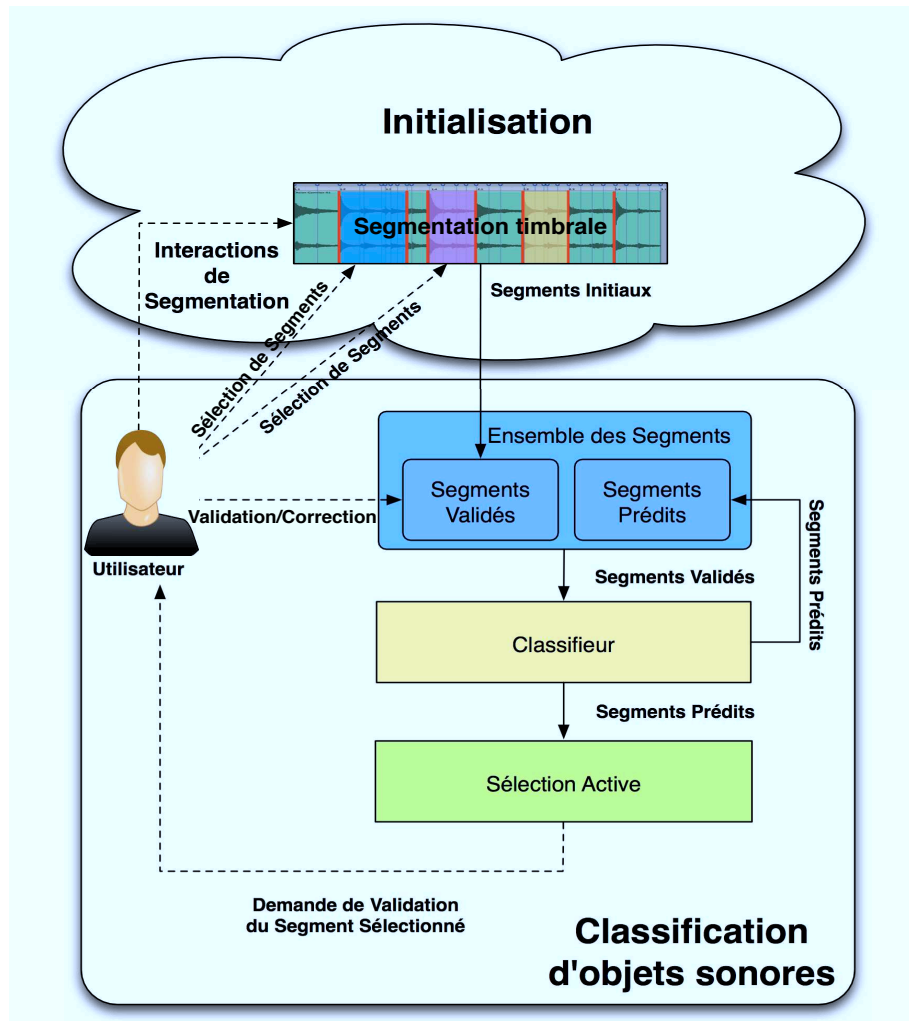 Initialisation
Segmentation timbrale
Interactions
de
Segmentation
Segments Initiaux
Sélection de Segments
Sélection de Segments
Ensemble des Segments
Segments
Validés
Segments
Prédits
Validation/Correction
Utilisateur
Segments Validés
Segments Prédits
Classifieur
Segments Prédits
Sélection Active
Demande de Validation
du Segment Sélectionné
Classification
d'objets sonores